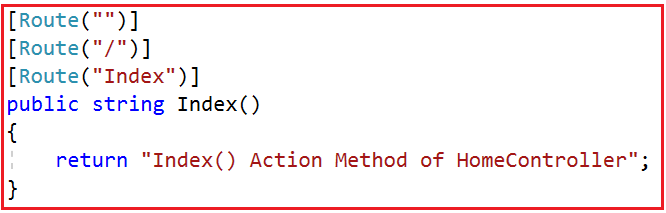 [Route("")]
[Route("/")]
[Route("Index")]
public string Index()
{
    return "Index() Action Method of HomeController";
}